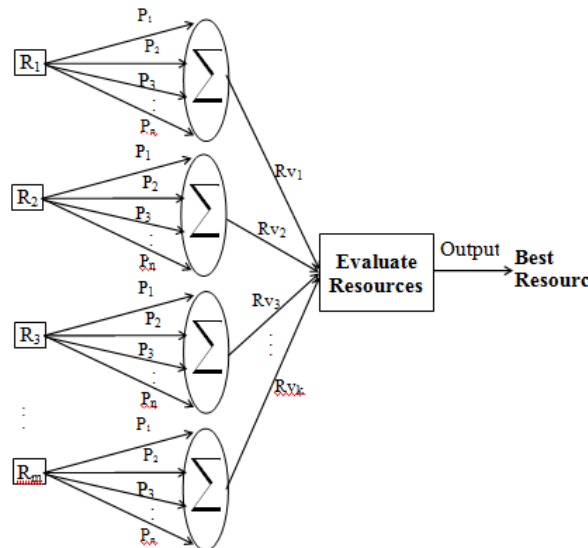 P₁
P₂
R₁
P₃
:
Pₙ
∑
Rv₁
P₁
P₂
R₂
P₃
:
Pₙ
∑
Rv₂
Evaluate
Resources
Output
Best
Resourc
P₁
P₂
R₃
P₃
:
Pₙ
∑
Rv₃
:
:
Rvₖ
:
:
P₁
P₂
Rₘ
P₃
:
Pₙ
∑